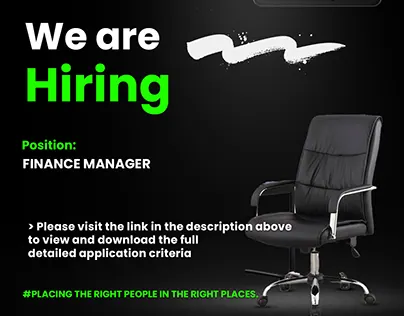 We are
Hiring
Position:
FINANCE MANAGER
> Please visit the link in the description above
to view and download the full
detailed application criteria
#PLACING THE RIGHT PEOPLE IN THE RIGHT PLACES.